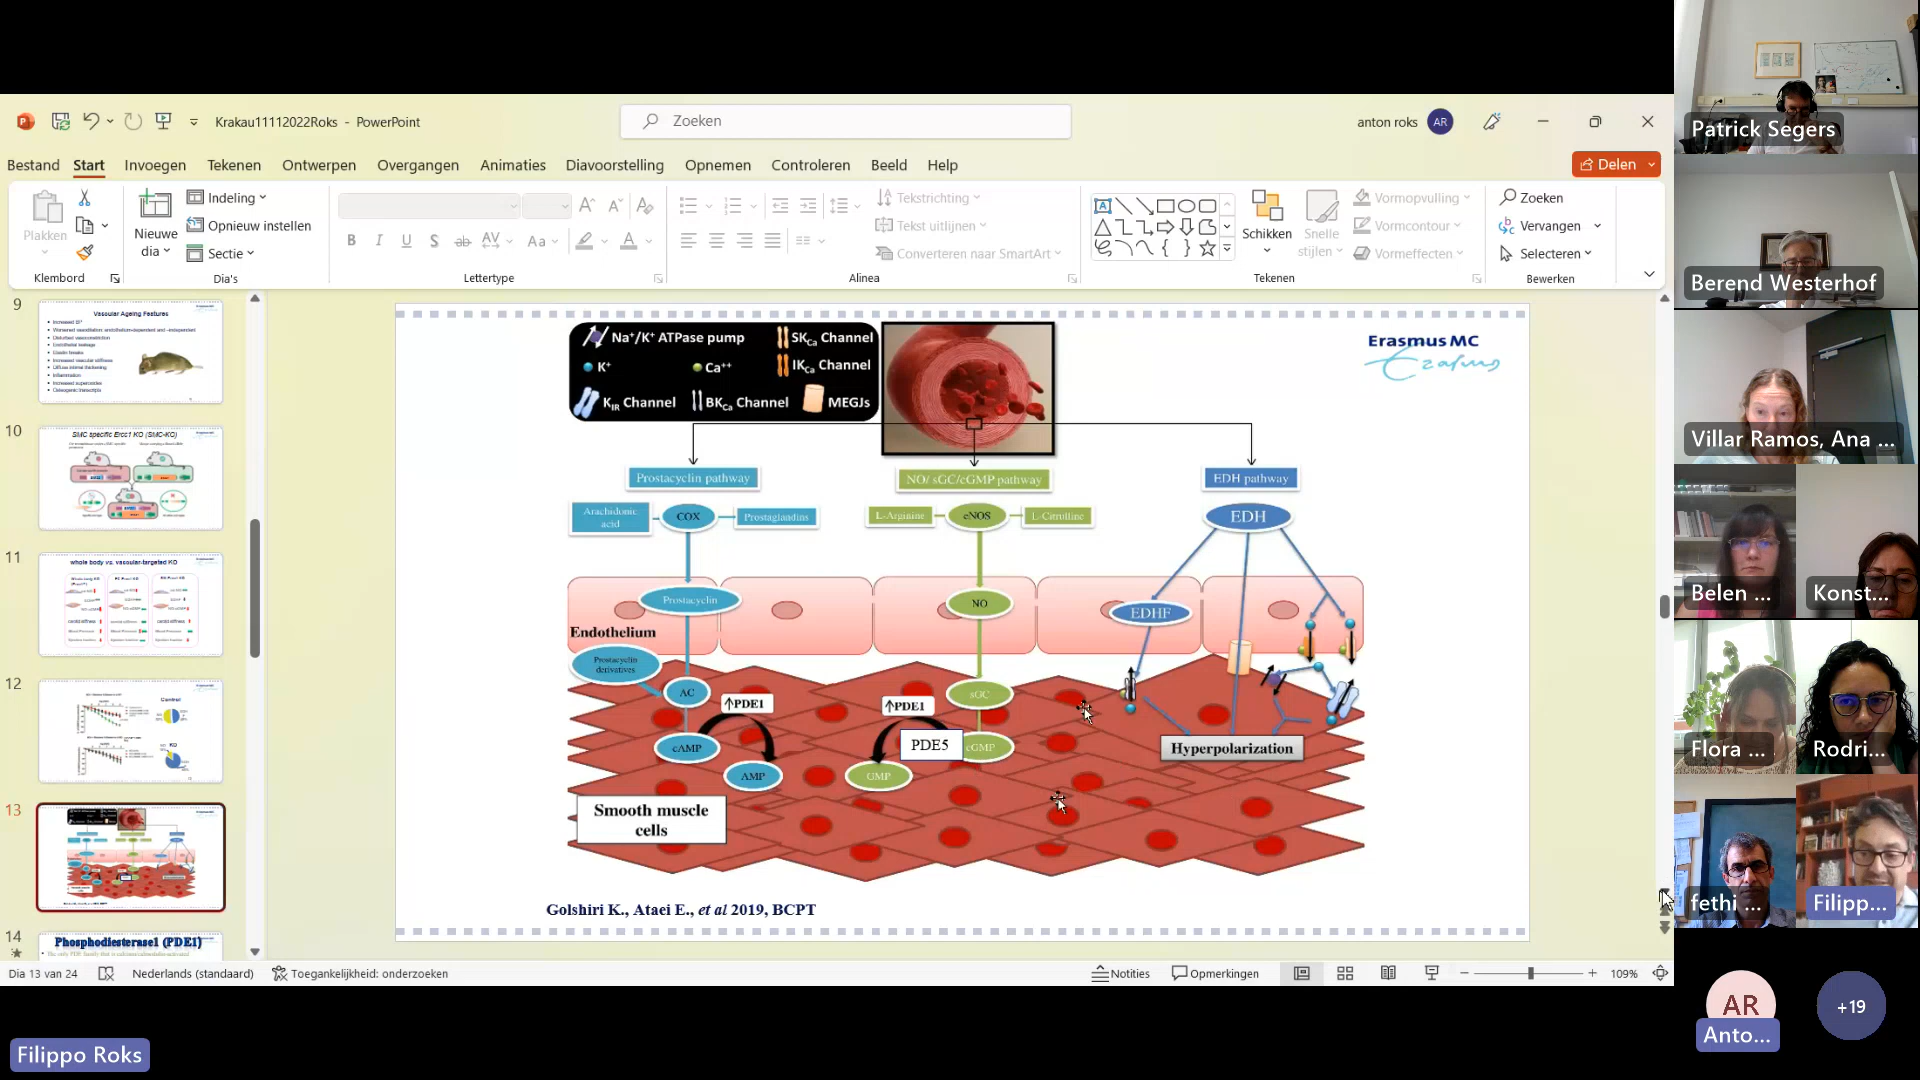 Krakau11112022Roks - PowerPoint
Zoeken
anton roks
AR
Bestand
Start
Invoegen
Tekenen
Ontwerpen
Overgangen
Animaties
Diavoorstelling
Opnemen
Controleren
Beeld
Help
Delen
Plakken
Klembord
Nieuwe dia
Indeling
Opnieuw instellen
Sectie
Dia's
Lettertype
Tekstrichting
Tekst uitlijnen
Converteren naar SmartArt
Alinea
Schikken
Snelle stijlen
Vormopvulling
Vormcontour
Vormeffecten
Tekenen
Zoeken
Vervangen
Selecteren
Bewerken
9
Vascular Ageing Features
10
SMC specific Ercc1 KO (SMC-KO)
11
whole body vs. vascular-targeted KO
12
Control
KO
13
14
Phosphodiesterase1 (PDE1)
Na⁺/K⁺ ATPase pump
SKCa Channel
K⁺
Ca⁺⁺
IKCa Channel
KIR Channel
BKCa Channel
MEGJs
Erasmus MC
Erasmus
Prostacyclin pathway
NO/ sGC/cGMP pathway
EDH pathway
Arachidonic acid
COX
Prostaglandins
L-Arginine
eNOS
L-Citrulline
EDH
Prostacyclin
NO
EDHF
Endothelium
Prostacyclin derivatives
AC
↑PDE1
↑PDE1
sGC
cAMP
PDE5
cGMP
Hyperpolarization
AMP
GMP
Smooth muscle cells
Golshiri K., Ataei E., et al 2019, BCPT
Dia 13 van 24
Nederlands (standaard)
Toegankelijkheid: onderzoeken
Notities
Opmerkingen
109%
Patrick Segers
Berend Westerhof
Villar Ramos, Ana ...
Belen ...
Konst...
Flora ...
Rodri...
fethi ...
Filipp...
AR
Anto...
+19
Filippo Roks